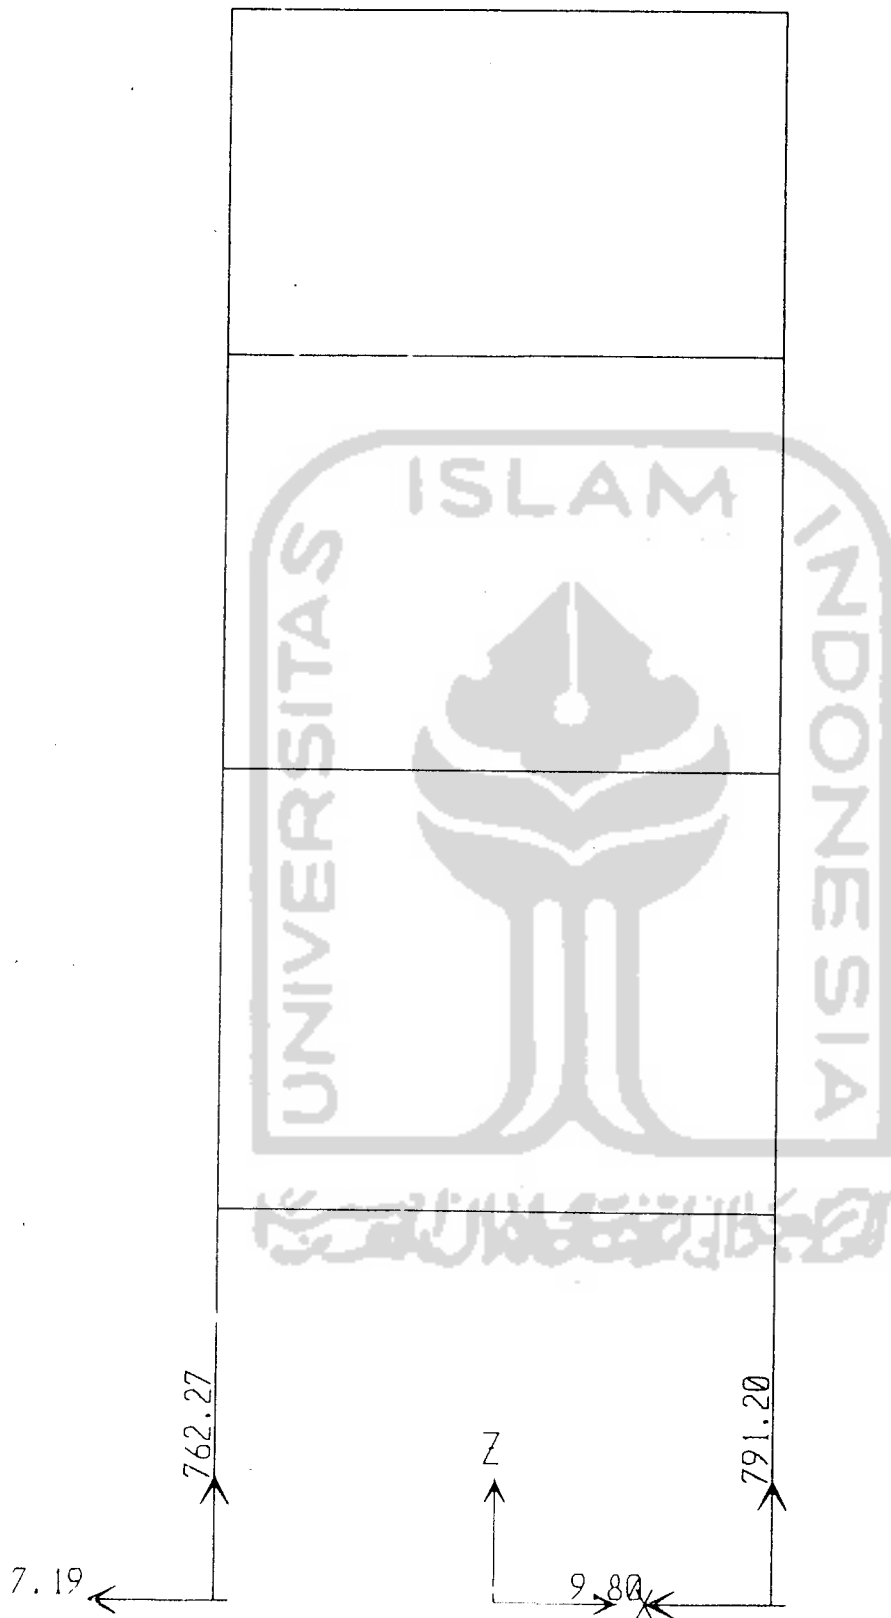 ISLAM
UNIVERSITAS
INDONESIA
762.27
791.20
Z
7.19
9.80
X